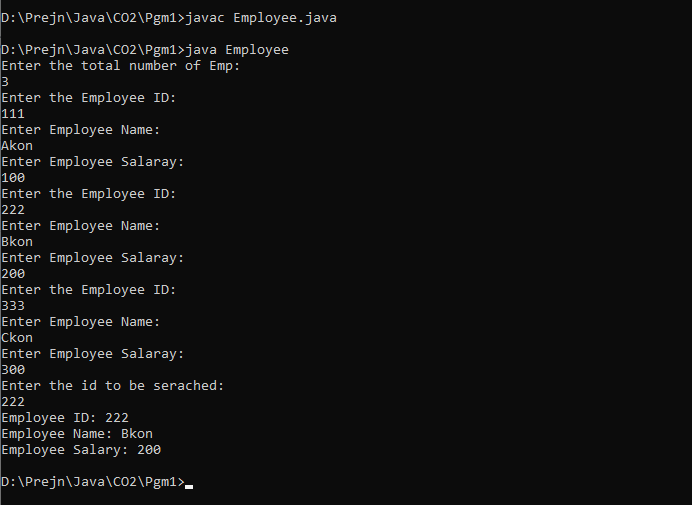 D:\Prejn\Java\CO2\Pgm1>javac Employee.java
D:\Prejn\Java\CO2\Pgm1>java Employee
Enter the total number of Emp:
3
Enter the Employee ID:
111
Enter Employee Name:
Akon
Enter Employee Salaray:
100
Enter the Employee ID:
222
Enter Employee Name:
Bkon
Enter Employee Salaray:
200
Enter the Employee ID:
333
Enter Employee Name:
Ckon
Enter Employee Salaray:
300
Enter the id to be serached:
222
Employee ID: 222
Employee Name: Bkon
Employee Salary: 200
D:\Prejn\Java\CO2\Pgm1>